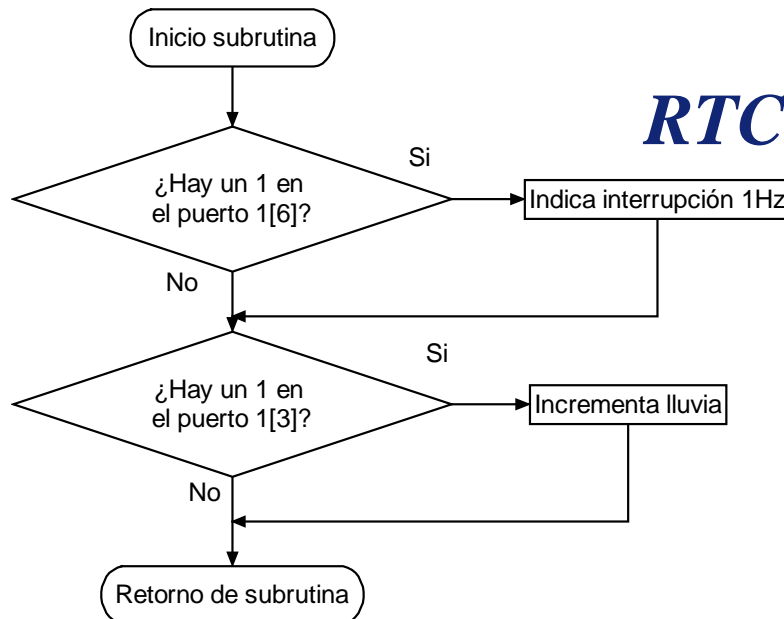 Inicio subrutina
RTC
Si
¿Hay un 1 en
el puerto 1[6]?
Indica interrupción 1Hz
No
Si
¿Hay un 1 en
el puerto 1[3]?
Incrementa lluvia
No
Retorno de subrutina